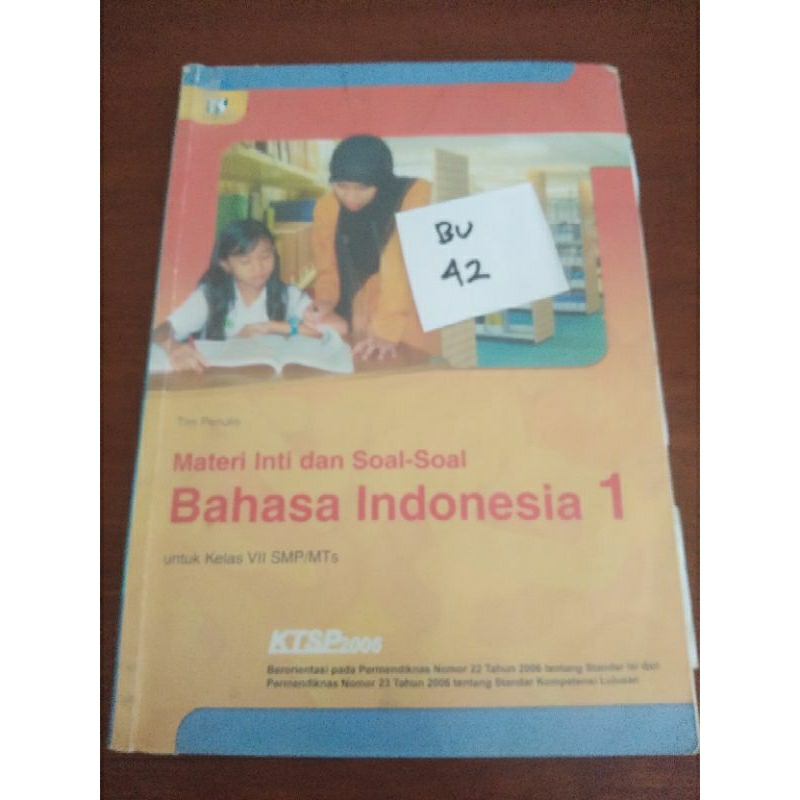 BU
42
Tim Penulis
Materi Inti dan Soal-Soal
Bahasa Indonesia 1
untuk Kelas VII SMP/MTs
KTSP2006
Berorientasi pada Permendiknas Nomor 22 Tahun 2006 tentang Standar Isi dan
Permendiknas Nomor 23 Tahun 2006 tentang Standar Kompetensi Lulusan